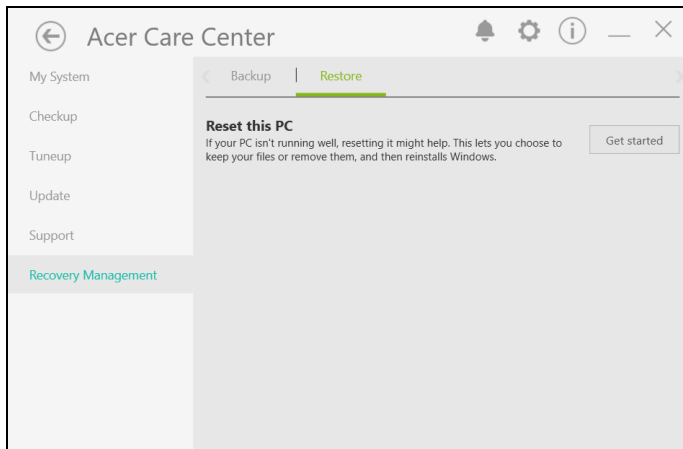 Acer Care Center
My System
Checkup
Tuneup
Update
Support
Recovery Management
Backup | Restore
Reset this PC
If your PC isn't running well, resetting it might help. This lets you choose to
keep your files or remove them, and then reinstalls Windows.
Get started